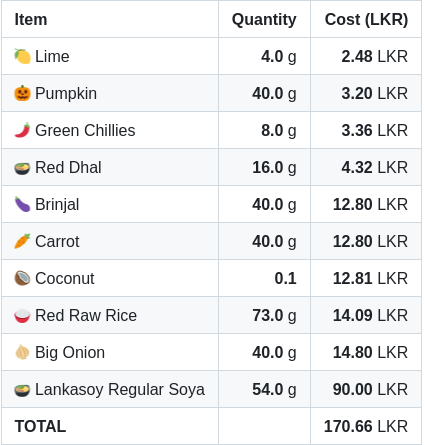 Item Quantity Cost (LKR)
Lime 4.0 g 2.48 LKR
Pumpkin 40.0 g 3.20 LKR
Green Chillies 8.0 g 3.36 LKR
Red Dhal 16.0 g 4.32 LKR
Brinjal 40.0 g 12.80 LKR
Carrot 40.0 g 12.80 LKR
Coconut 0.1 12.81 LKR
Red Raw Rice 73.0 g 14.09 LKR
Big Onion 40.0 g 14.80 LKR
Lankasoy Regular Soya 54.0 g 90.00 LKR
TOTAL 170.66 LKR